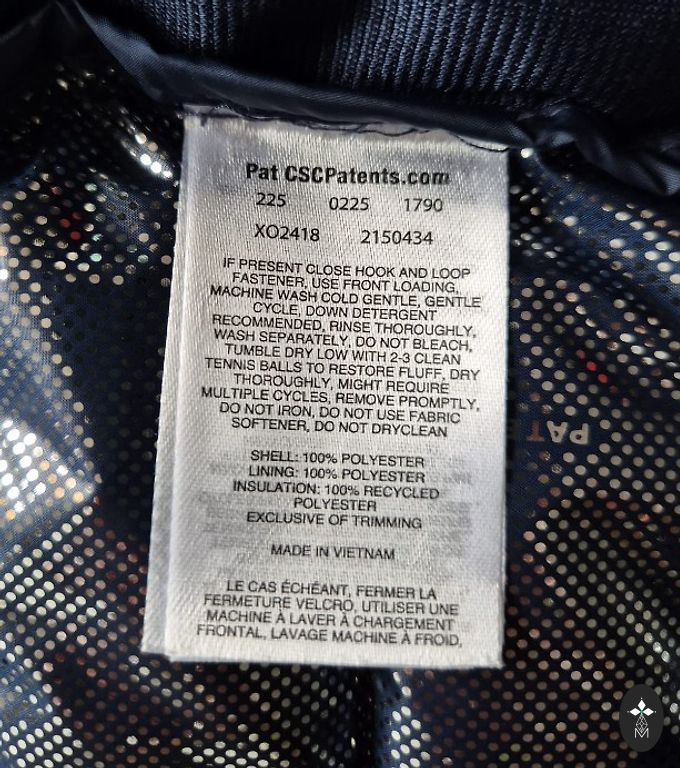 Pat CSCPatents.com
225 0225 1790
XO2418 2150434
IF PRESENT CLOSE HOOK AND LOOP
FASTENER, USE FRONT LOADING,
MACHINE WASH COLD GENTLE, GENTLE
CYCLE, DOWN DETERGENT
RECOMMENDED, RINSE THOROUGHLY,
WASH SEPARATELY, DO NOT BLEACH,
TUMBLE DRY LOW WITH 2-3 CLEAN
TENNIS BALLS TO RESTORE FLUFF, DRY
THOROUGHLY, MIGHT REQUIRE
MULTIPLE CYCLES, REMOVE PROMPTLY,
DO NOT IRON, DO NOT USE FABRIC
SOFTENER, DO NOT DRYCLEAN
SHELL: 100% POLYESTER
LINING: 100% POLYESTER
INSULATION: 100% RECYCLED
POLYESTER
EXCLUSIVE OF TRIMMING
MADE IN VIETNAM
LE CAS ÉCHÉANT, FERMER LA
FERMETURE VELCRO, UTILISER UNE
MACHINE À LAVER À CHARGEMENT
FRONTAL, LAVAGE MACHINE À FROID,
PAT
M